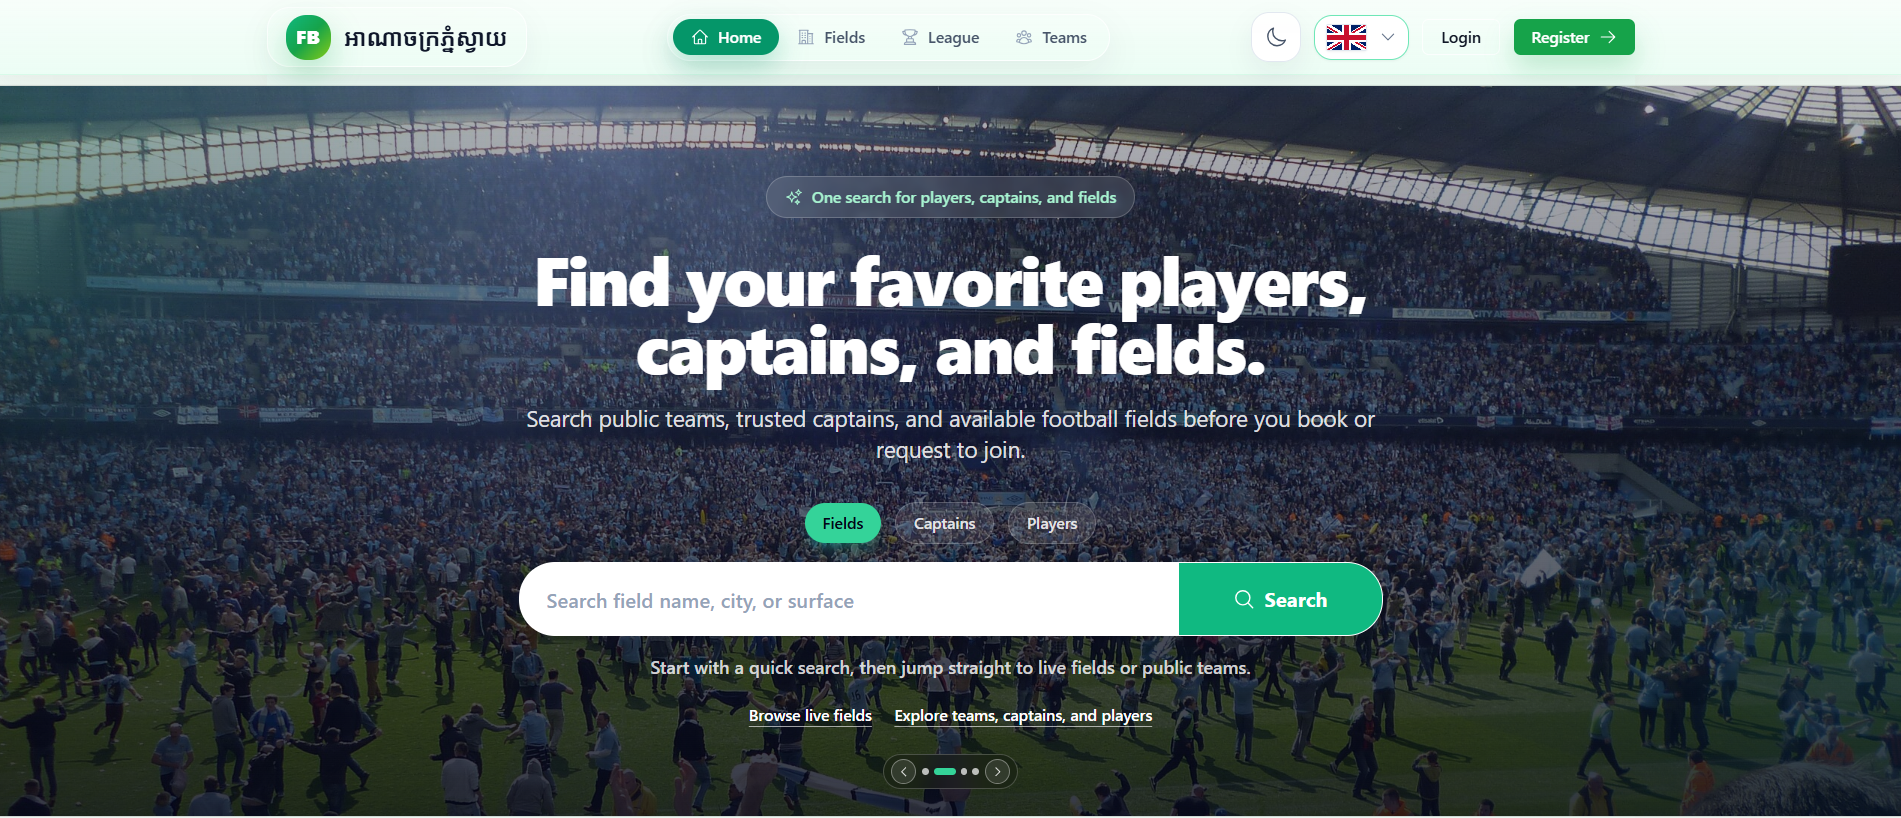 FB អាណាចក្រភ្នំស្វាយ
Home
Fields
League
Teams
Login
Register
One search for players, captains, and fields
Find your favorite players,
captains, and fields.
Search public teams, trusted captains, and available football fields before you book or
request to join.
Fields
Captains
Players
Search field name, city, or surface
Search
Start with a quick search, then jump straight to live fields or public teams.
Browse live fields
Explore teams, captains, and players